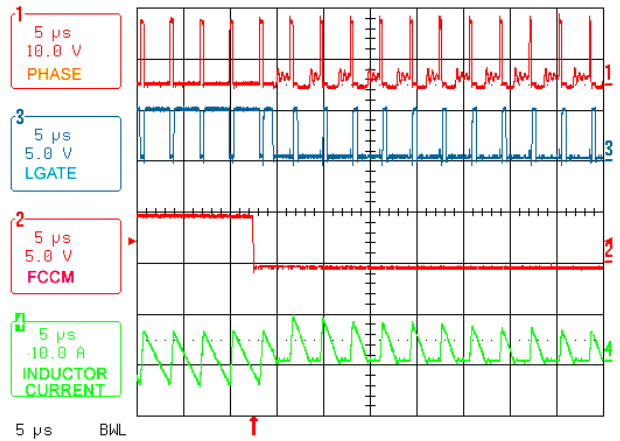 1
5 µs
10.0 V
PHASE
1
3
5 µs
5.0 V
LGATE
3
2
5 µs
5.0 V
FCCM
2
4
5 µs
10.0 A
INDUCTOR
CURRENT
4
5 µs BWL